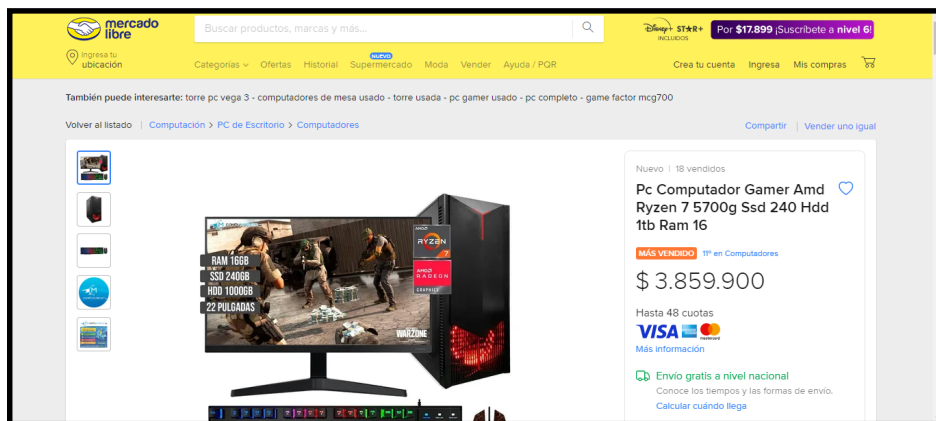 mercado
libre
Buscar productos, marcas y más...
Disney+ STAR+
INCLUIDOS
Por $17.899 ¡Suscríbete a nivel 6!
Ingresa tu
ubicación
NUEVO
Categorías Ofertas Historial Supermercado Moda Vender Ayuda / PQR
Crea tu cuenta Ingresa Mis compras
También puede interesarte: torre pc vega 3 - computadores de mesa usado - torre usada - pc gamer usado - pc completo - game factor mcg700
Volver al listado | Computación > PC de Escritorio > Computadores
Compartir | Vender uno igual
RAM 16GB
SSD 240GB
HDD 1000GB
22 PULGADAS
AMD
RYZEN
7
AMD
RADEON
GRAPHICS
WARZONE
Nuevo | 18 vendidos
Pc Computador Gamer Amd
Ryzen 7 5700g Ssd 240 Hdd
1tb Ram 16
MÁS VENDIDO 11º en Computadores
$ 3.859.900
Hasta 48 cuotas
VISA
Más información
Envío gratis a nivel nacional
Conoce los tiempos y las formas de envío.
Calcular cuándo llega